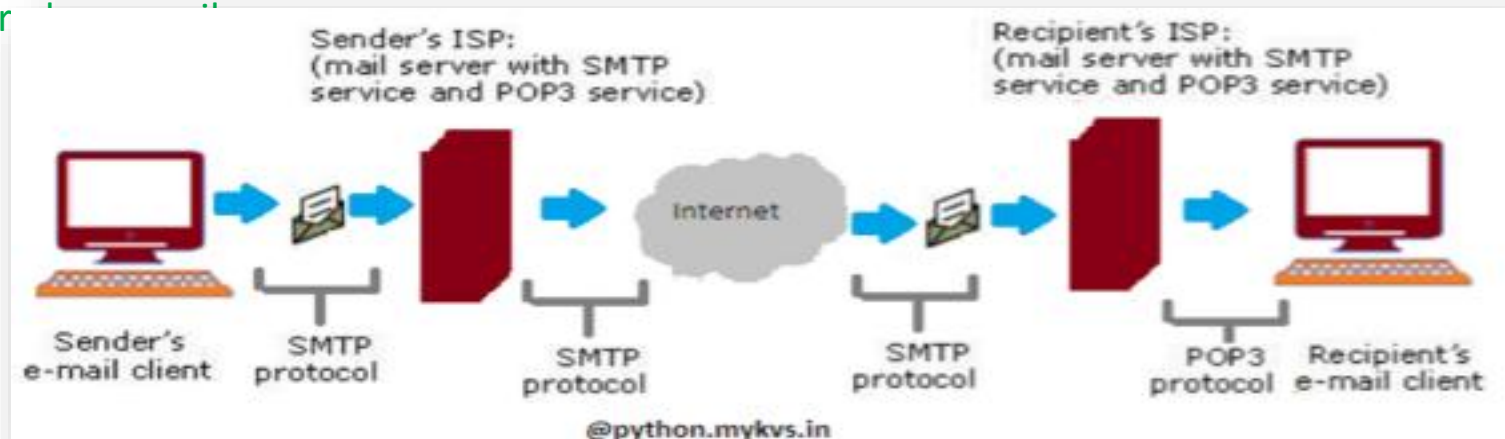 Sender's ISP:
(mail server with SMTP
service and POP3 service)
Recipient's ISP:
(mail server with SMTP
service and POP3 service)
Internet
Sender's
e-mail client
SMTP
protocol
SMTP
protocol
SMTP
protocol
POP3
protocol
Recipient's
e-mail client
@python.mykvs.in